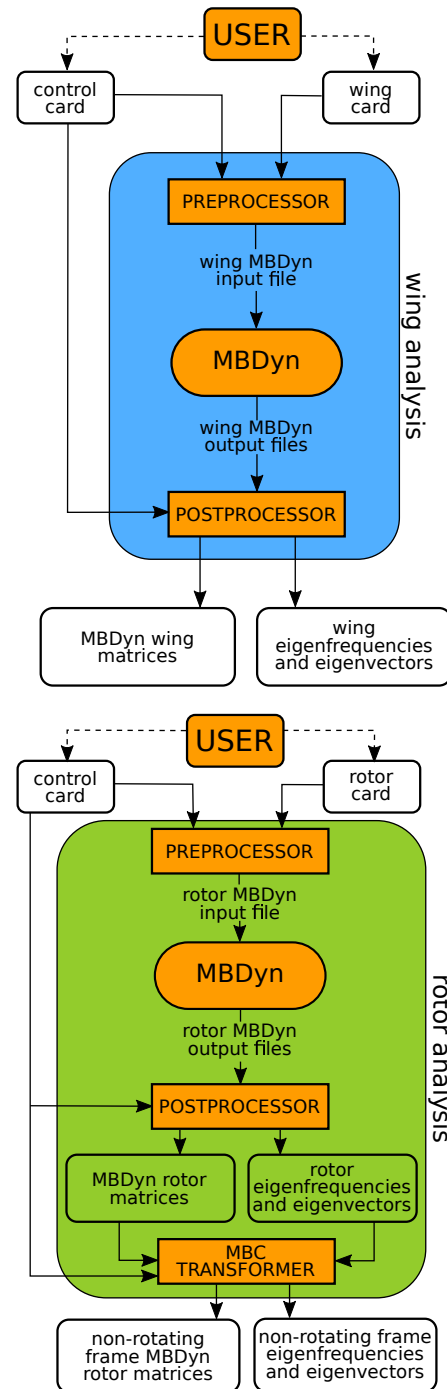 USER
control
card
wing
card
PREPROCESSOR
wing MBDyn
input file
MBDyn
wing MBDyn
output files
POSTPROCESSOR
wing analysis
MBDyn wing
matrices
wing
eigenfrequencies
and eigenvectors
USER
control
card
rotor
card
PREPROCESSOR
rotor MBDyn
input file
MBDyn
rotor MBDyn
output files
POSTPROCESSOR
rotor analysis
MBDyn rotor
matrices
rotor
eigenfrequencies
and eigenvectors
MBC
TRANSFORMER
non-rotating
frame MBDyn
rotor matrices
non-rotating frame
eigenfrequencies
and eigenvectors